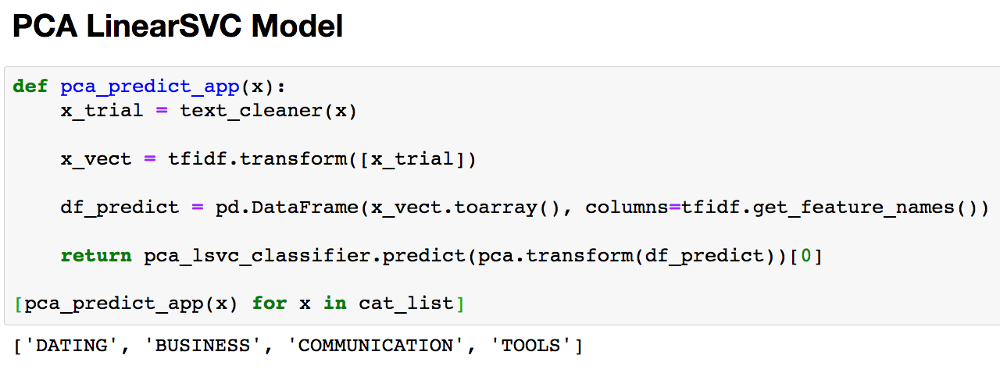 PCA LinearSVC Model
def pca_predict_app(x):
    x_trial = text_cleaner(x)
    x_vect = tfidf.transform([x_trial])
    df_predict = pd.DataFrame(x_vect.toarray(), columns=tfidf.get_feature_names())
    return pca_lsvc_classifier.predict(pca.transform(df_predict))[0]
[pca_predict_app(x) for x in cat_list]
['DATING', 'BUSINESS', 'COMMUNICATION', 'TOOLS']